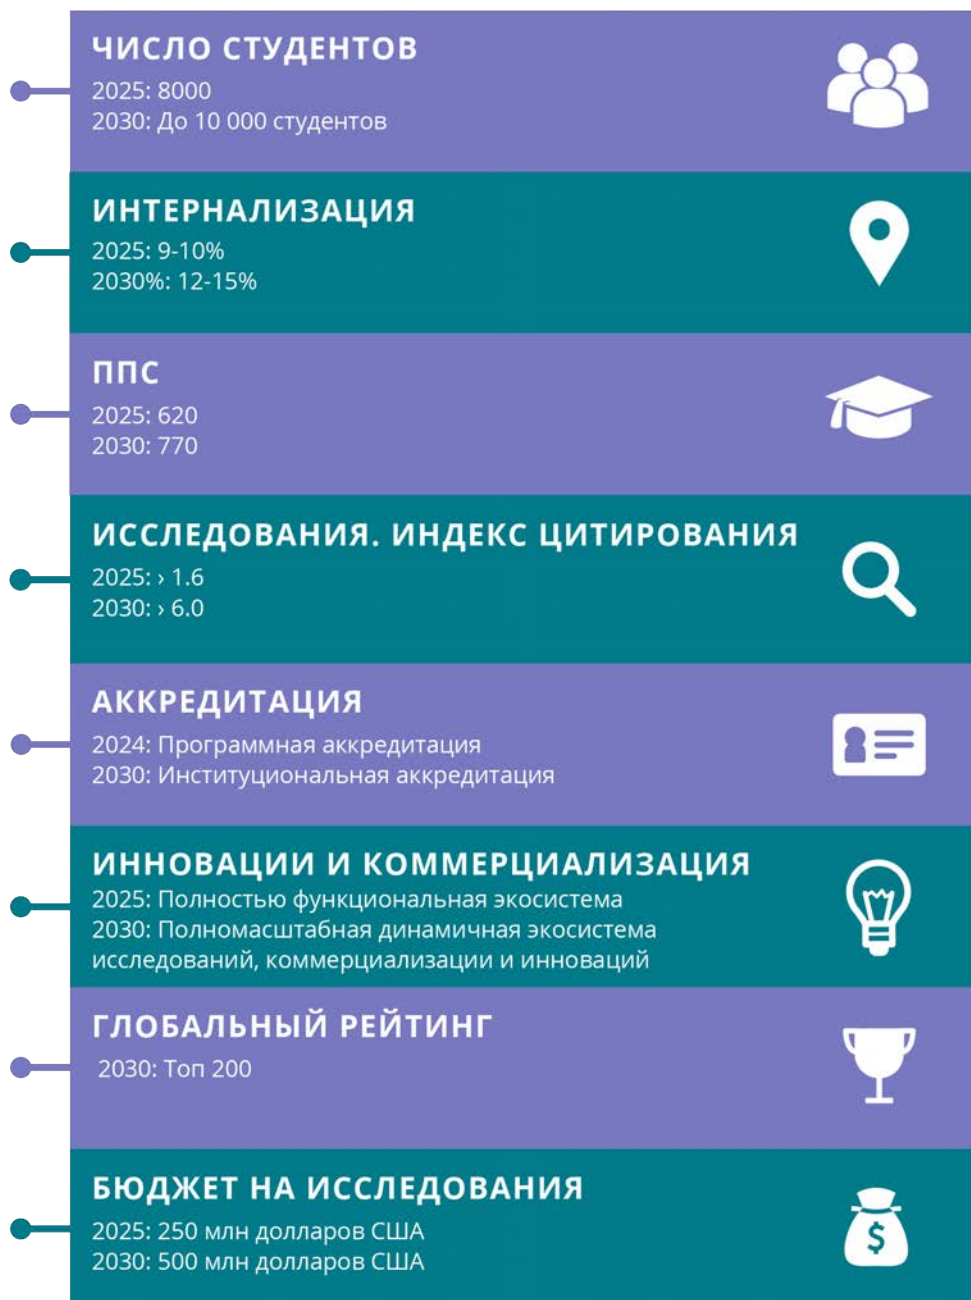 ЧИСЛО СТУДЕНТОВ
2025: 8000
2030: До 10 000 студентов
ИНТЕРНАЛИЗАЦИЯ
2025: 9-10%
2030%: 12-15%
ППС
2025: 620
2030: 770
ИССЛЕДОВАНИЯ. ИНДЕКС ЦИТИРОВАНИЯ
2025: › 1.6
2030: › 6.0
АККРЕДИТАЦИЯ
2024: Программная аккредитация
2030: Институциональная аккредитация
ИННОВАЦИИ И КОММЕРЦИАЛИЗАЦИЯ
2025: Полностью функциональная экосистема
2030: Полномасштабная динамичная экосистема
исследований, коммерциализации и инноваций
ГЛОБАЛЬНЫЙ РЕЙТИНГ
2030: Топ 200
БЮДЖЕТ НА ИССЛЕДОВАНИЯ
2025: 250 млн долларов США
2030: 500 млн долларов США
$